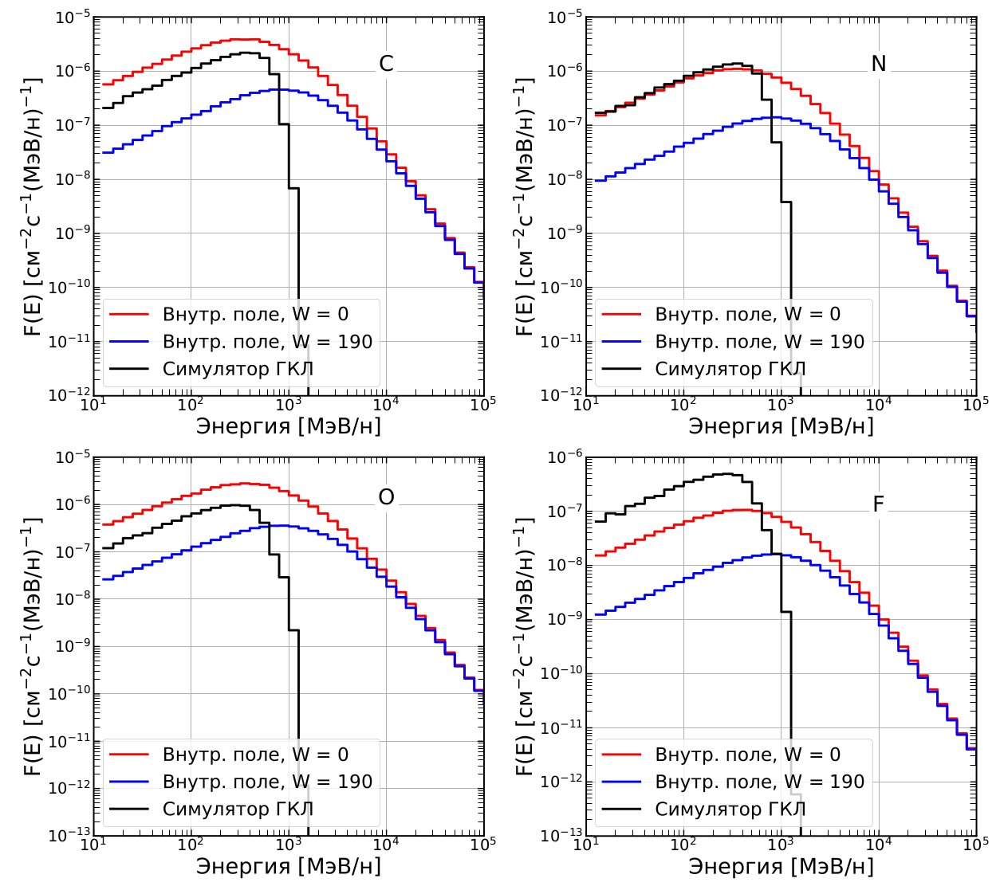 10⁻⁵
10⁻⁶
10⁻⁷
10⁻⁸
10⁻⁹
10⁻¹⁰
10⁻¹¹
10⁻¹²
F(E) [см⁻²с⁻¹(МэВ/н)⁻¹]
C
Внутр. поле, W = 0
Внутр. поле, W = 190
Симулятор ГКЛ
10¹ 10² 10³ 10⁴ 10⁵
Энергия [МэВ/н]
10⁻⁵
10⁻⁶
10⁻⁷
10⁻⁸
10⁻⁹
10⁻¹⁰
10⁻¹¹
10⁻¹²
F(E) [см⁻²с⁻¹(МэВ/н)⁻¹]
N
Внутр. поле, W = 0
Внутр. поле, W = 190
Симулятор ГКЛ
10¹ 10² 10³ 10⁴ 10⁵
Энергия [МэВ/н]
10⁻⁵
10⁻⁶
10⁻⁷
10⁻⁸
10⁻⁹
10⁻¹⁰
10⁻¹¹
10⁻¹²
10⁻¹³
F(E) [см⁻²с⁻¹(МэВ/н)⁻¹]
O
Внутр. поле, W = 0
Внутр. поле, W = 190
Симулятор ГКЛ
10¹ 10² 10³ 10⁴ 10⁵
Энергия [МэВ/н]
10⁻⁶
10⁻⁷
10⁻⁸
10⁻⁹
10⁻¹⁰
10⁻¹¹
10⁻¹²
10⁻¹³
F(E) [см⁻²с⁻¹(МэВ/н)⁻¹]
F
Внутр. поле, W = 0
Внутр. поле, W = 190
Симулятор ГКЛ
10¹ 10² 10³ 10⁴ 10⁵
Энергия [МэВ/н]